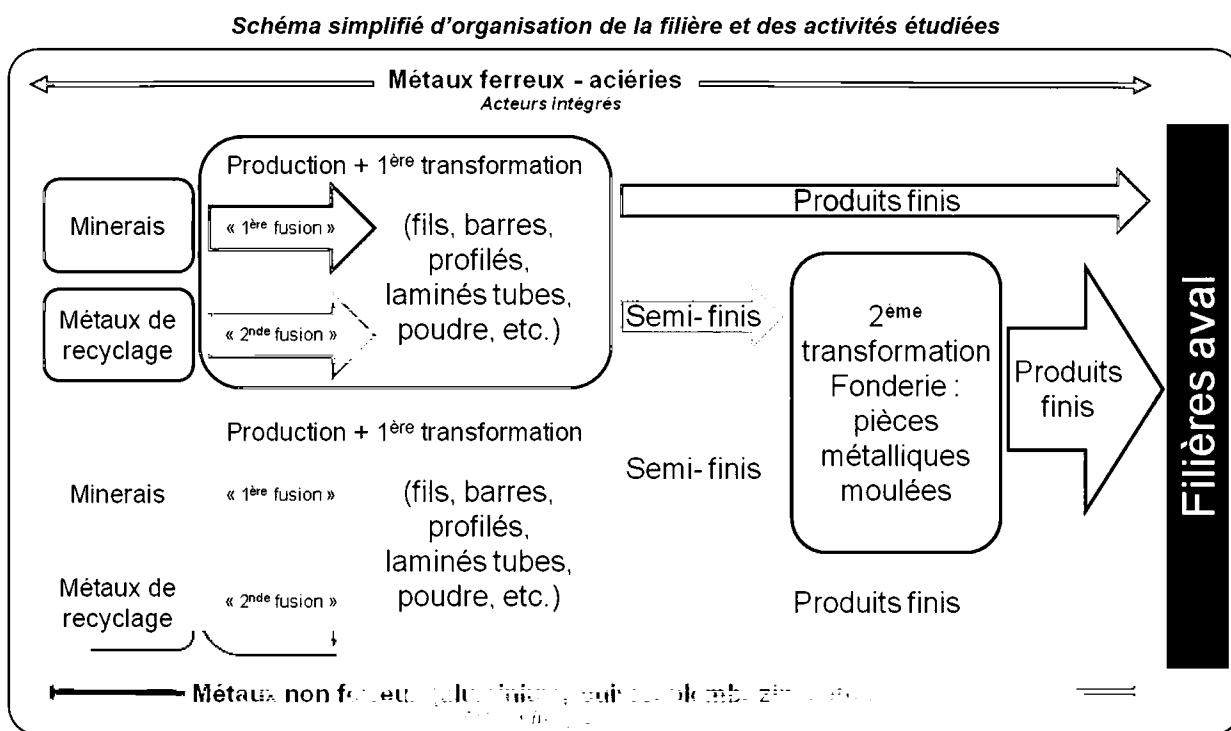 Schéma simplifié d'organisation de la filière et des activités étudiées
Métaux ferreux - aciéries
Acteurs intégrés
Production + 1ère transformation
Minerais
« 1ère fusion »
(fils, barres,
profilés,
laminés tubes,
poudre, etc.)
Métaux de
recyclage
« 2nde fusion »
Produits finis
Semi- finis
2ème
transformation
Fonderie :
pièces
métalliques
moulées
Produits
finis
Filières aval
Production + 1ère transformation
Minerais
« 1ère fusion »
(fils, barres,
profilés,
laminés tubes,
poudre, etc.)
Métaux de
recyclage
« 2nde fusion »
Semi- finis
Produits finis
Métaux non